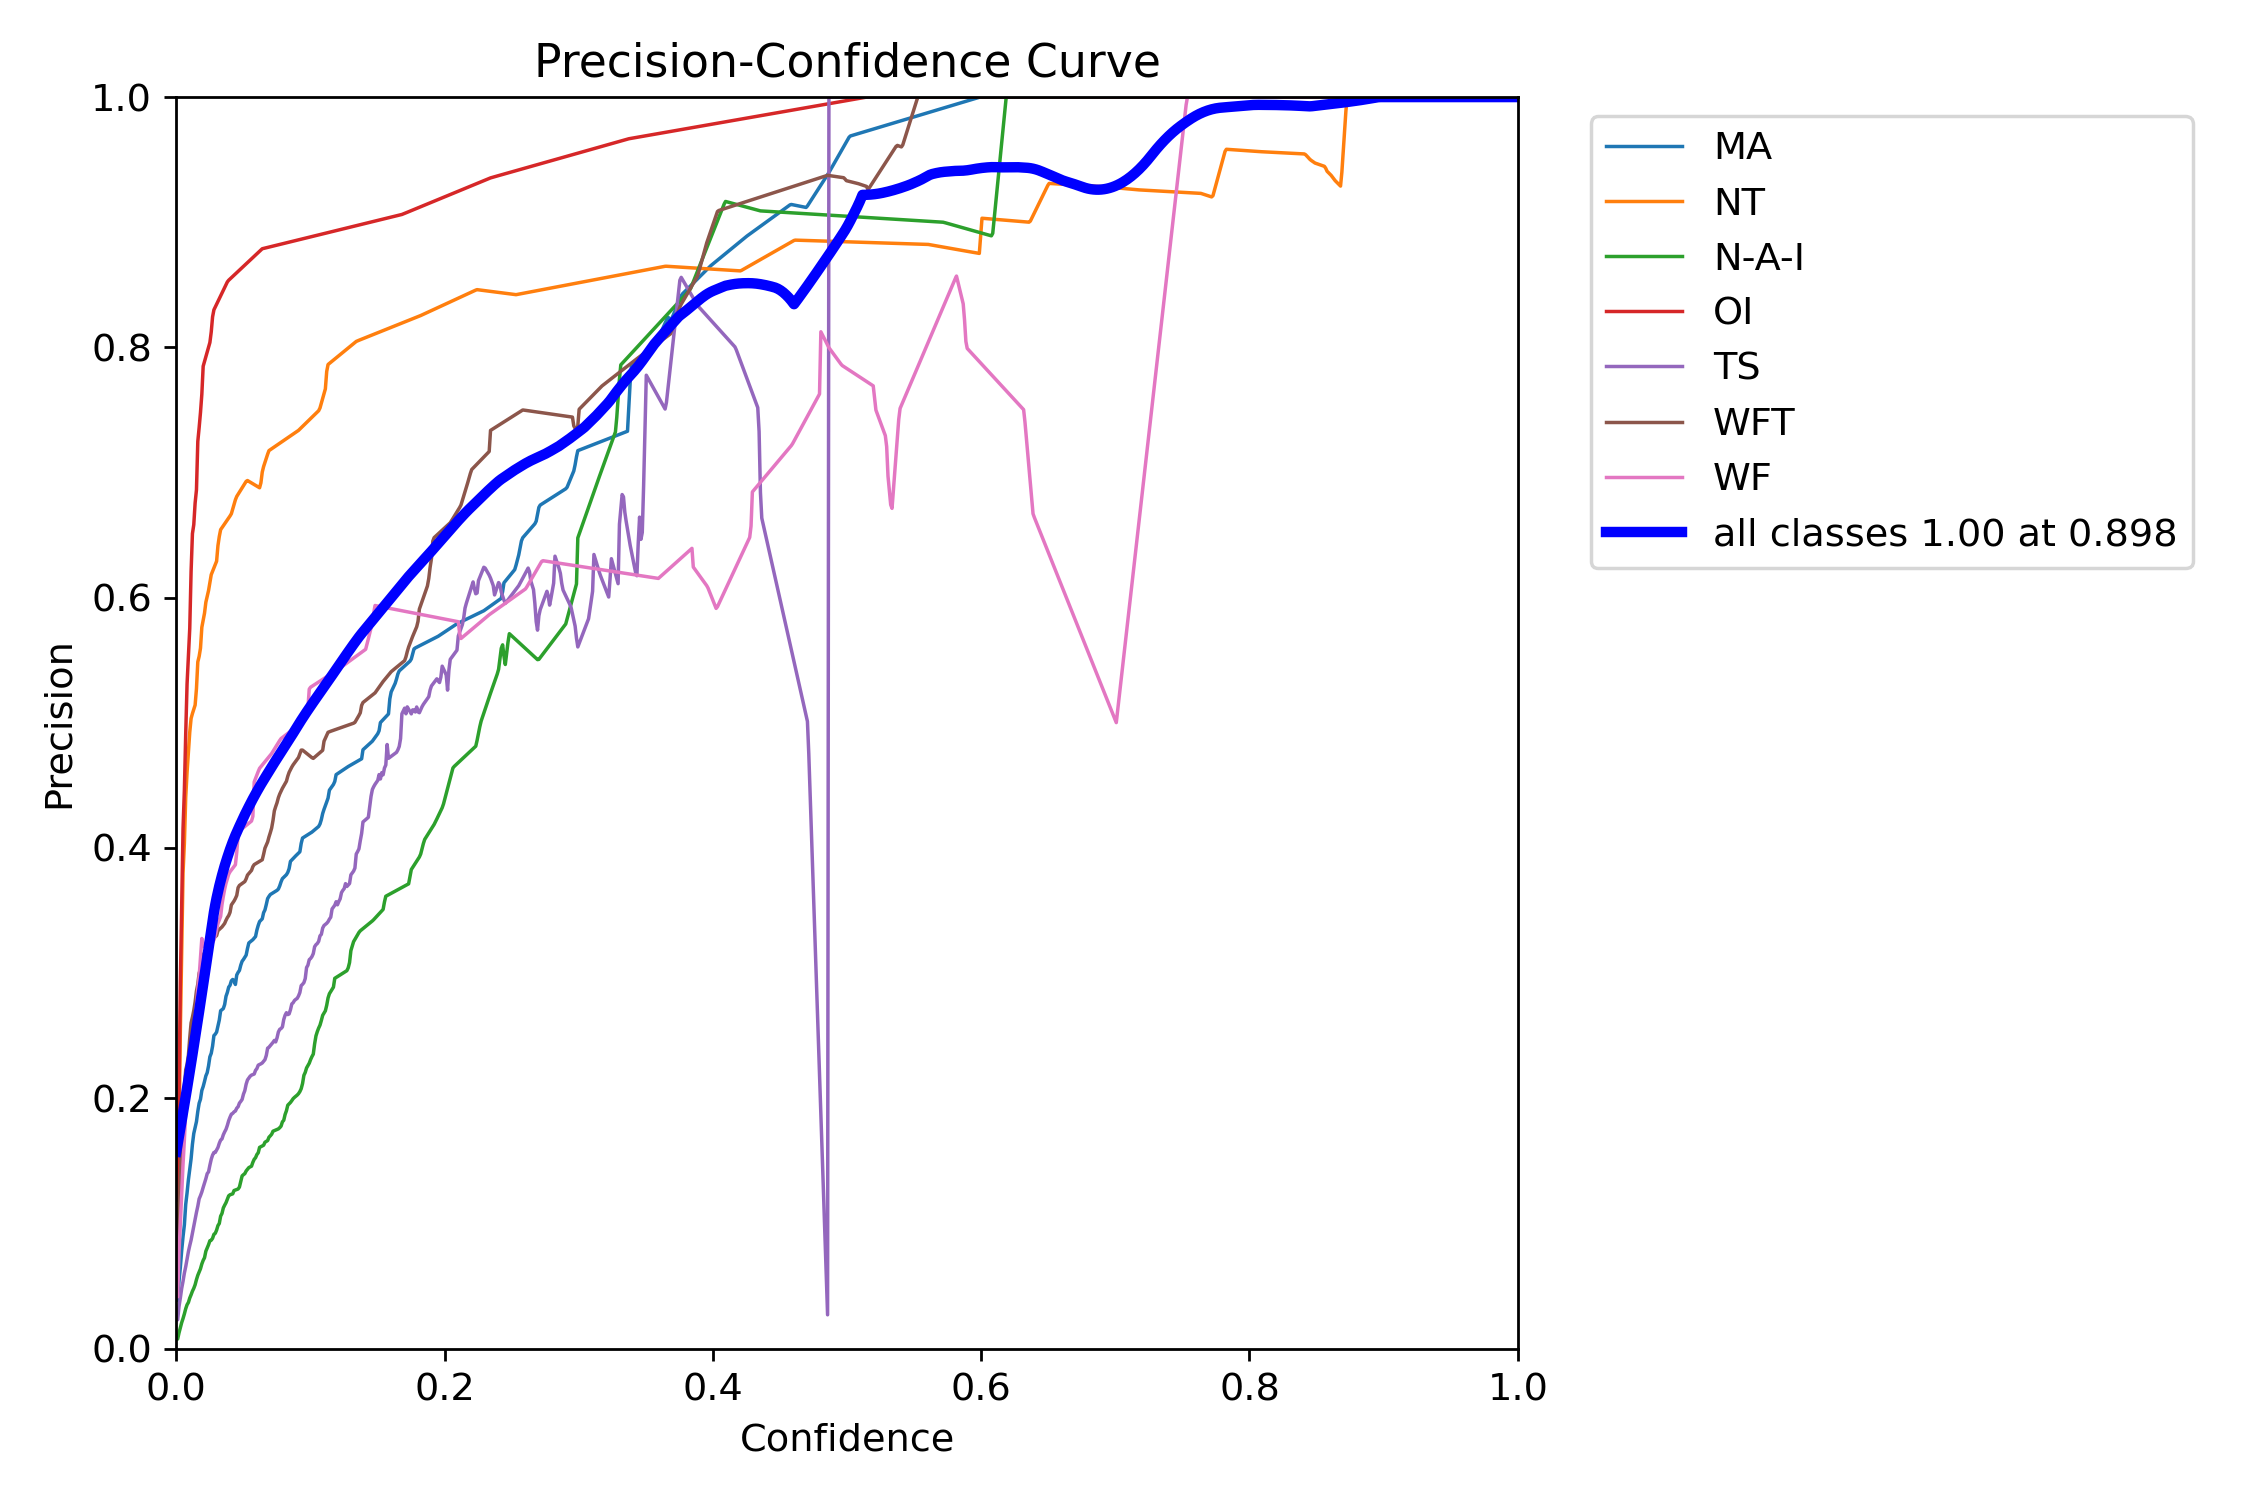 Precision-Confidence Curve
1.0
0.8
0.6
0.4
0.2
0.0
Precision
0.0 0.2 0.4 0.6 0.8 1.0
Confidence
MA
NT
N-A-I
OI
TS
WFT
WF
all classes 1.00 at 0.898